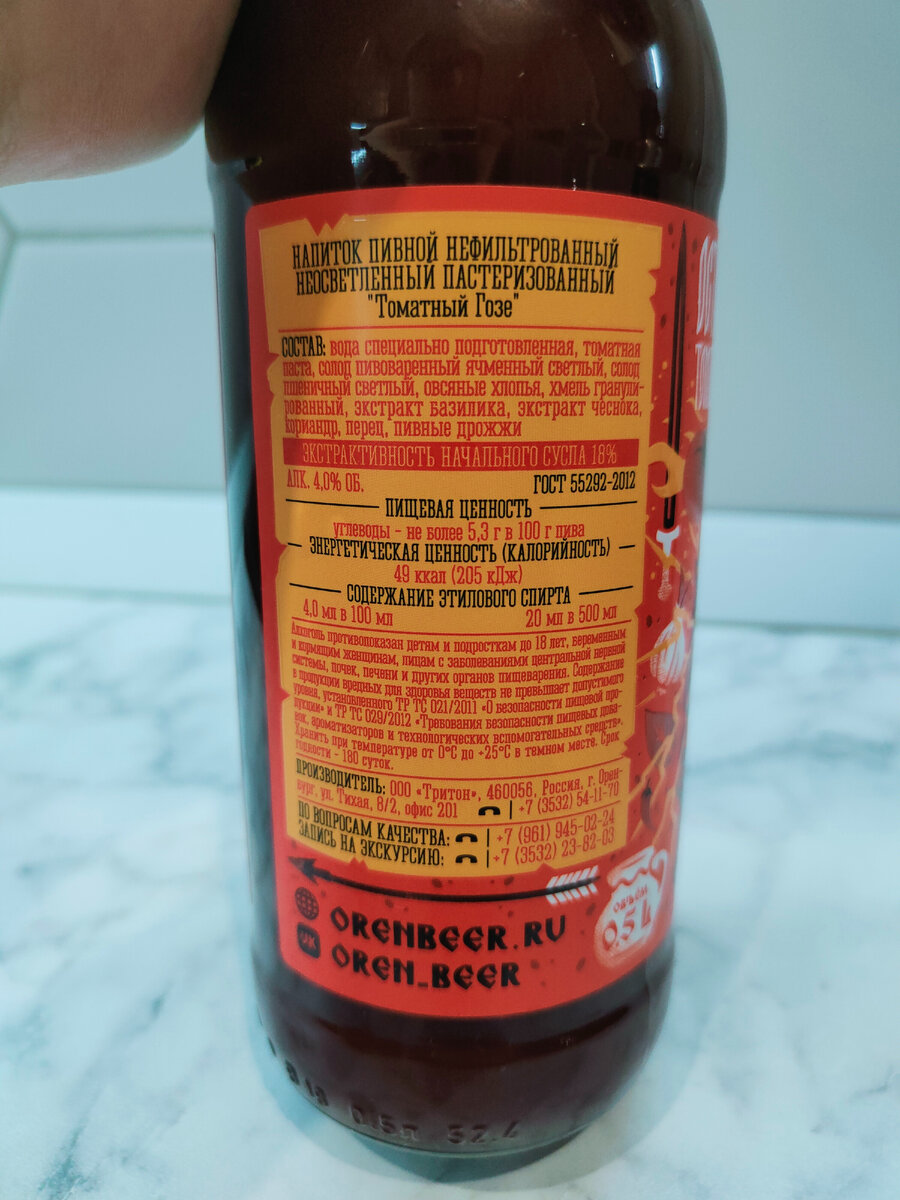 НАПИТОК ПИВНОЙ НЕФИЛЬТРОВАННЫЙ
НЕОСВЕТЛЕННЫЙ ПАСТЕРИЗОВАННЫЙ
"Томатный Гозе"
СОСТАВ: вода специально подготовленная, томатная
паста, солод пивоваренный ячменный светлый, солод
пшеничный светлый, овсяные хлопья, хмель гранули-
рованный, экстракт базилика, экстракт чеснока,
кориандр, перец, пивные дрожжи
ЭКСТРАКТИВНОСТЬ НАЧАЛЬНОГО СУСЛА 18%
АЛК. 4,0% ОБ. ГОСТ 55292-2012
ПИЩЕВАЯ ЦЕННОСТЬ
углеводы - не более 5,3 г в 100 г пива
ЭНЕРГЕТИЧЕСКАЯ ЦЕННОСТЬ (КАЛОРИЙНОСТЬ)
49 ккал (205 кДж)
СОДЕРЖАНИЕ ЭТИЛОВОГО СПИРТА
4,0 мл в 100 мл 20 мл в 500 мл
Алкоголь противопоказан детям и подросткам до 18 лет, беременным
и кормящим женщинам, лицам с заболеваниями центральной нервной
системы, почек, печени и других органов пищеварения. Содержание
в продукции вредных для здоровья веществ не превышает допустимого
уровня, установленного ТР ТС 021/2011 «О безопасности пищевой про-
дукции» и ТР ТС 029/2012 «Требования безопасности пищевых доба-
вок, ароматизаторов и технологических вспомогательных средств».
Хранить при температуре от 0°С до +25°С в темном месте. Срок
годности - 180 суток.
ПРОИЗВОДИТЕЛЬ: ООО «Тритон», 460056, Россия, г. Орен-
бург, ул. Тихая, 8/2, офис 201 | +7 (3532) 54-11-70
ПО ВОПРОСАМ КАЧЕСТВА: | +7 (961) 945-02-24
ЗАПИСЬ НА ЭКСКУРСИЮ: | +7 (3532) 23-82-03
ORENBEER.RU
OREN_BEER
ОБЪЕМ
0,5 L
0,5л 32.4